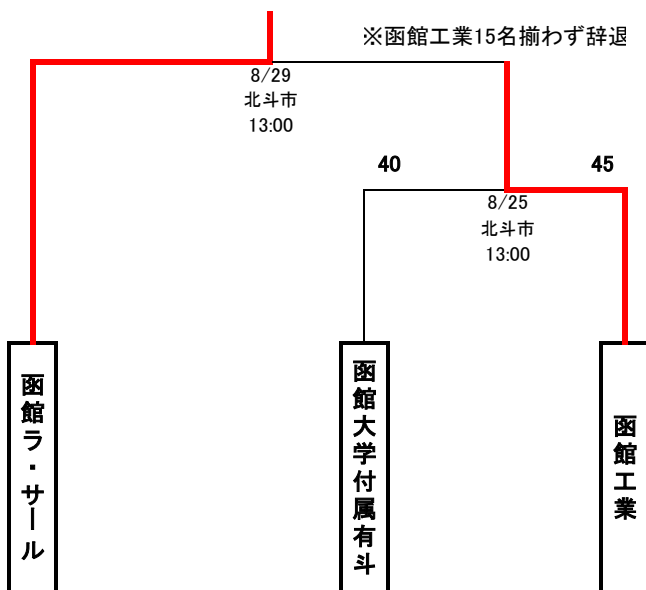 ※函館工業15名揃わず辞退
8/29
北斗市
13:00
40
45
8/25
北斗市
13:00
函館ラ・サール
函館大学付属有斗
函館工業